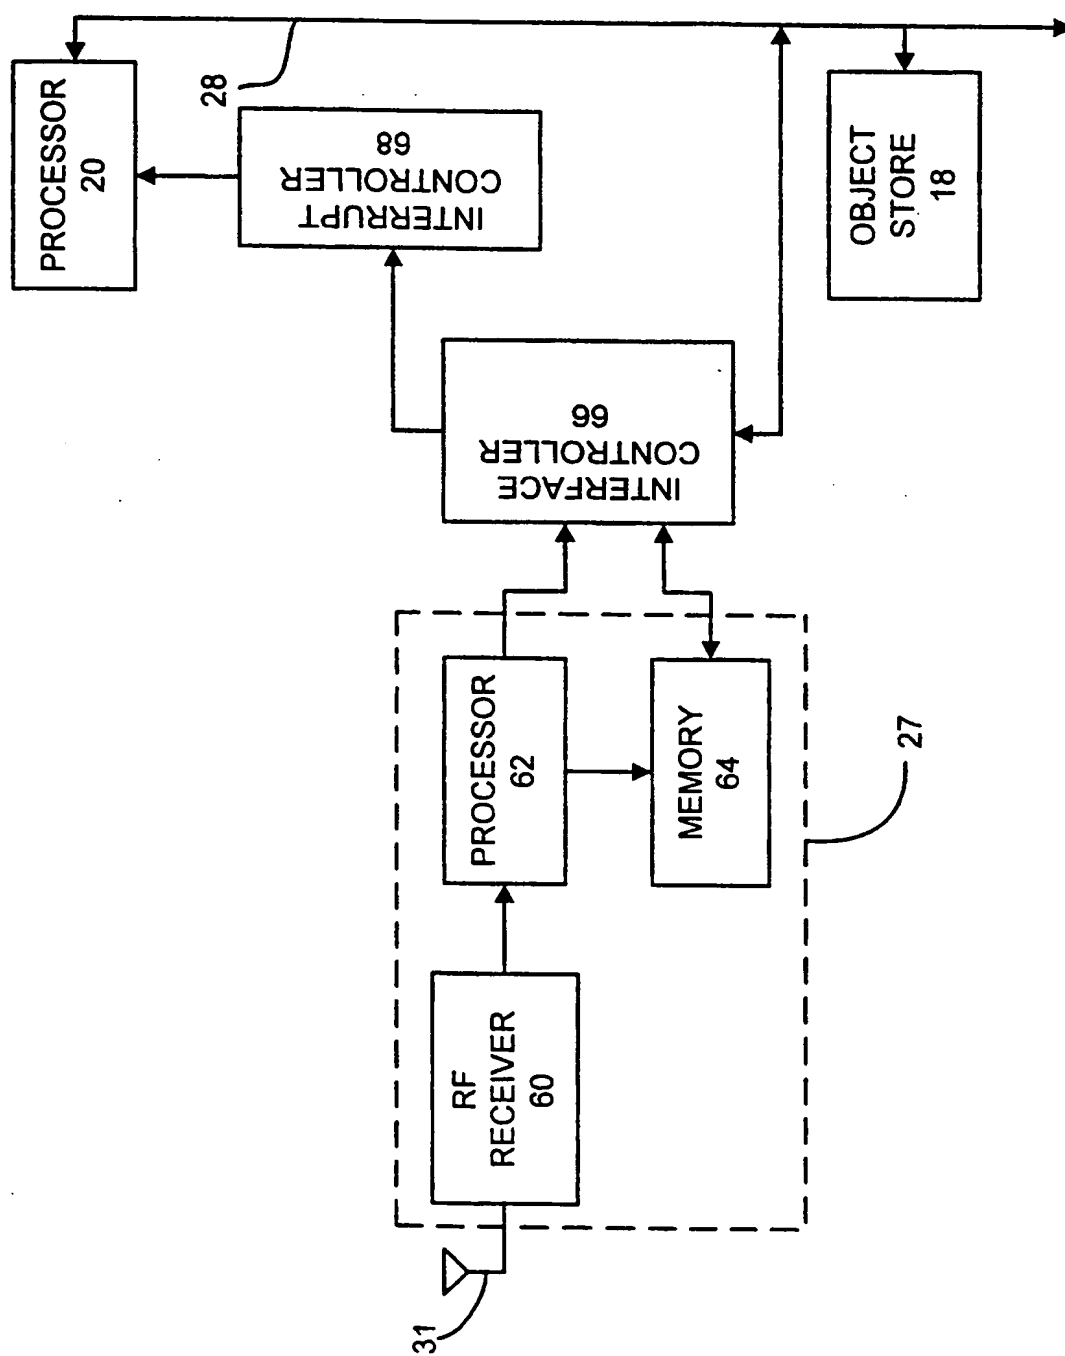 PROCESSOR
20
28
INTERRUPT
CONTROLLER
68
OBJECT
STORE
18
INTERFACE
CONTROLLER
66
PROCESSOR
62
MEMORY
64
27
RF
RECEIVER
60
31